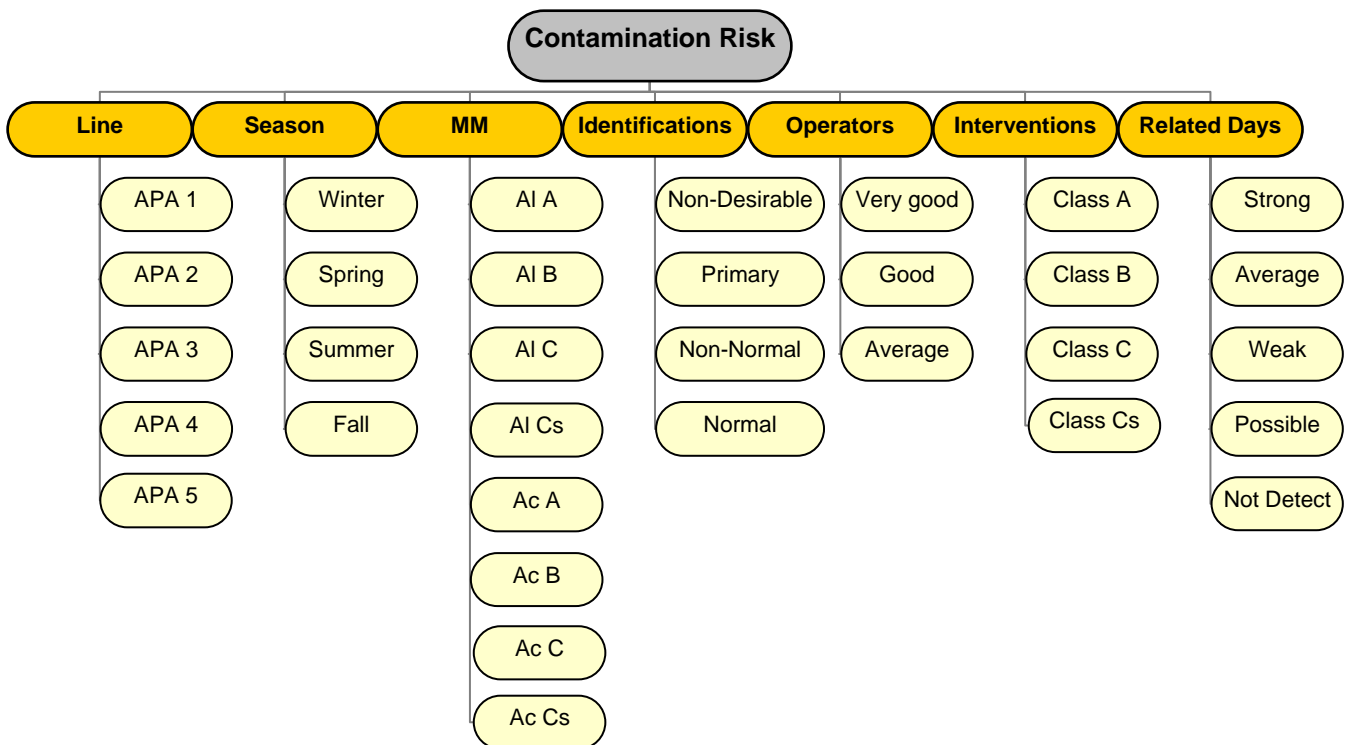 Contamination Risk
Line
Season
MM
Identifications
Operators
Interventions
Related Days
APA 1
APA 2
APA 3
APA 4
APA 5
Winter
Spring
Summer
Fall
Al A
Al B
Al C
Al Cs
Ac A
Ac B
Ac C
Ac Cs
Non-Desirable
Primary
Non-Normal
Normal
Very good
Good
Average
Class A
Class B
Class C
Class Cs
Strong
Average
Weak
Possible
Not Detect